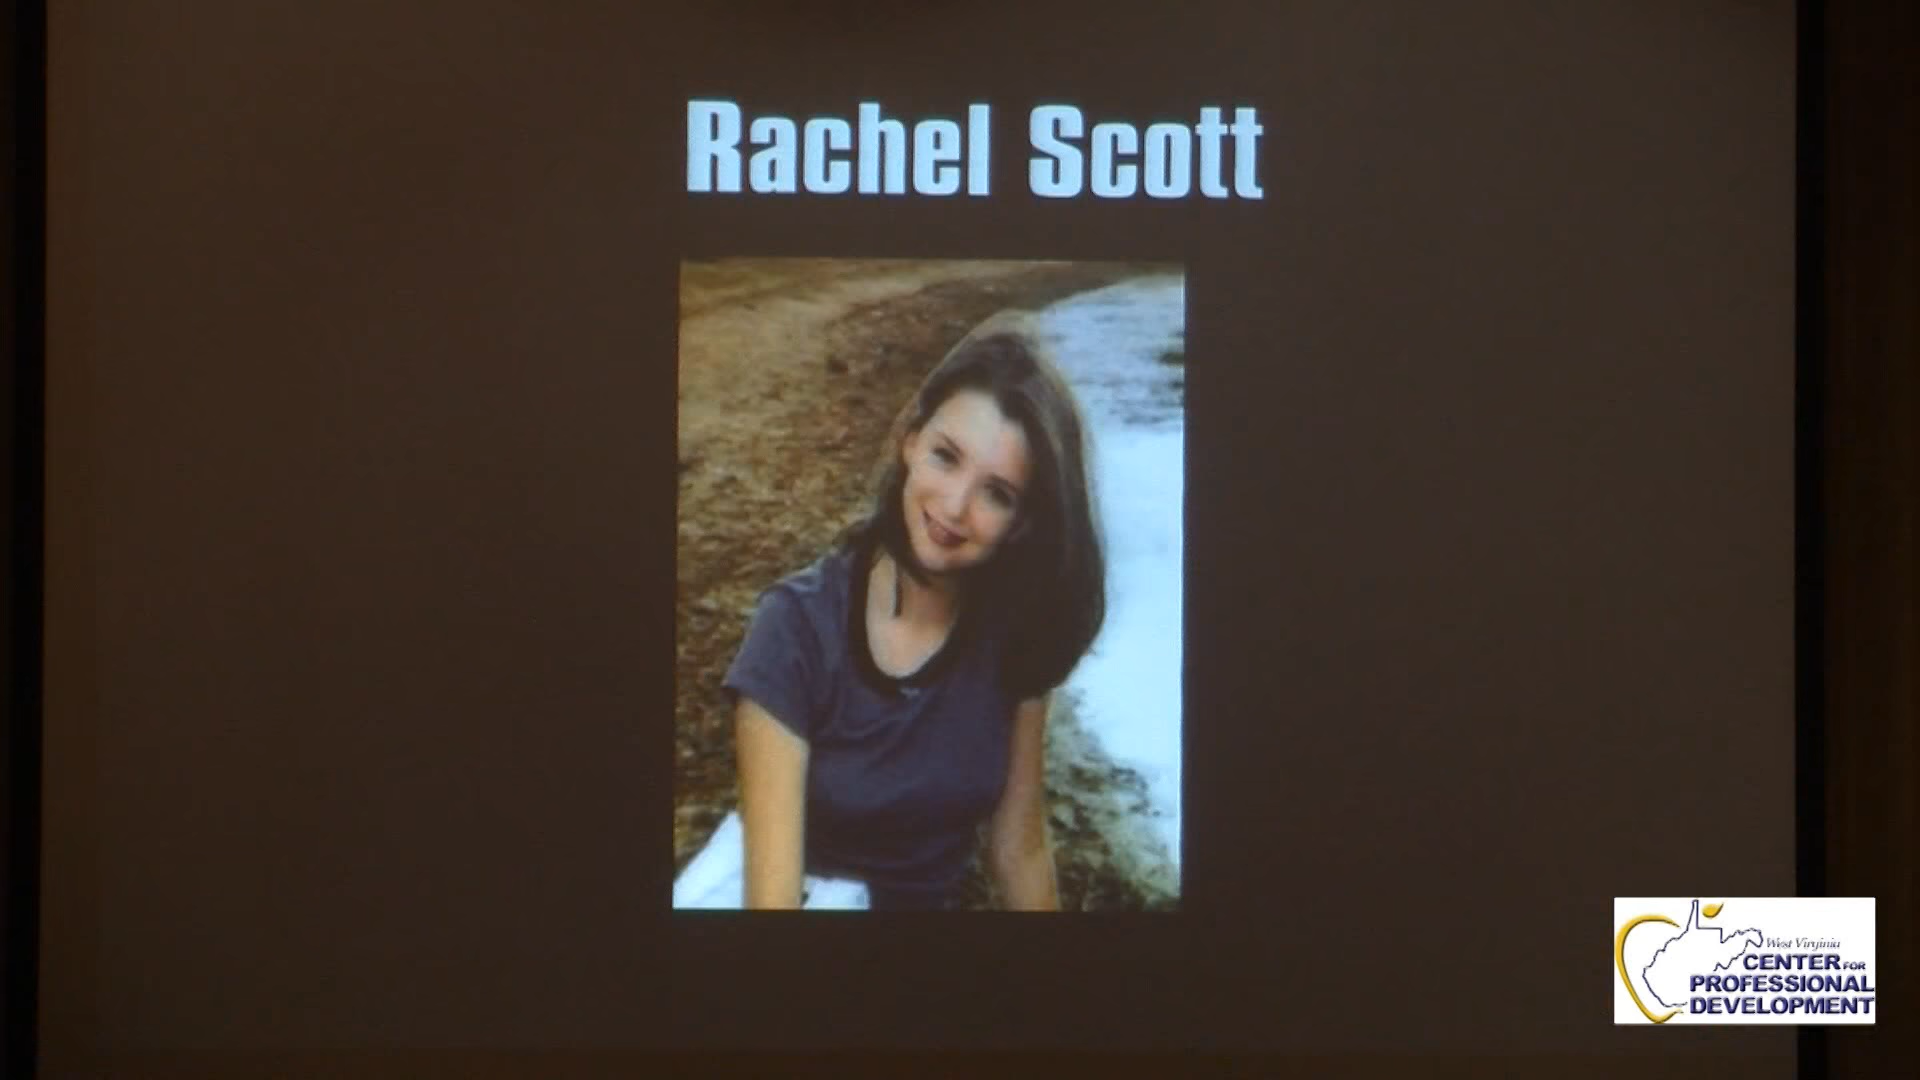 Rachel Scott
West Virginia
CENTER FOR
PROFESSIONAL
DEVELOPMENT